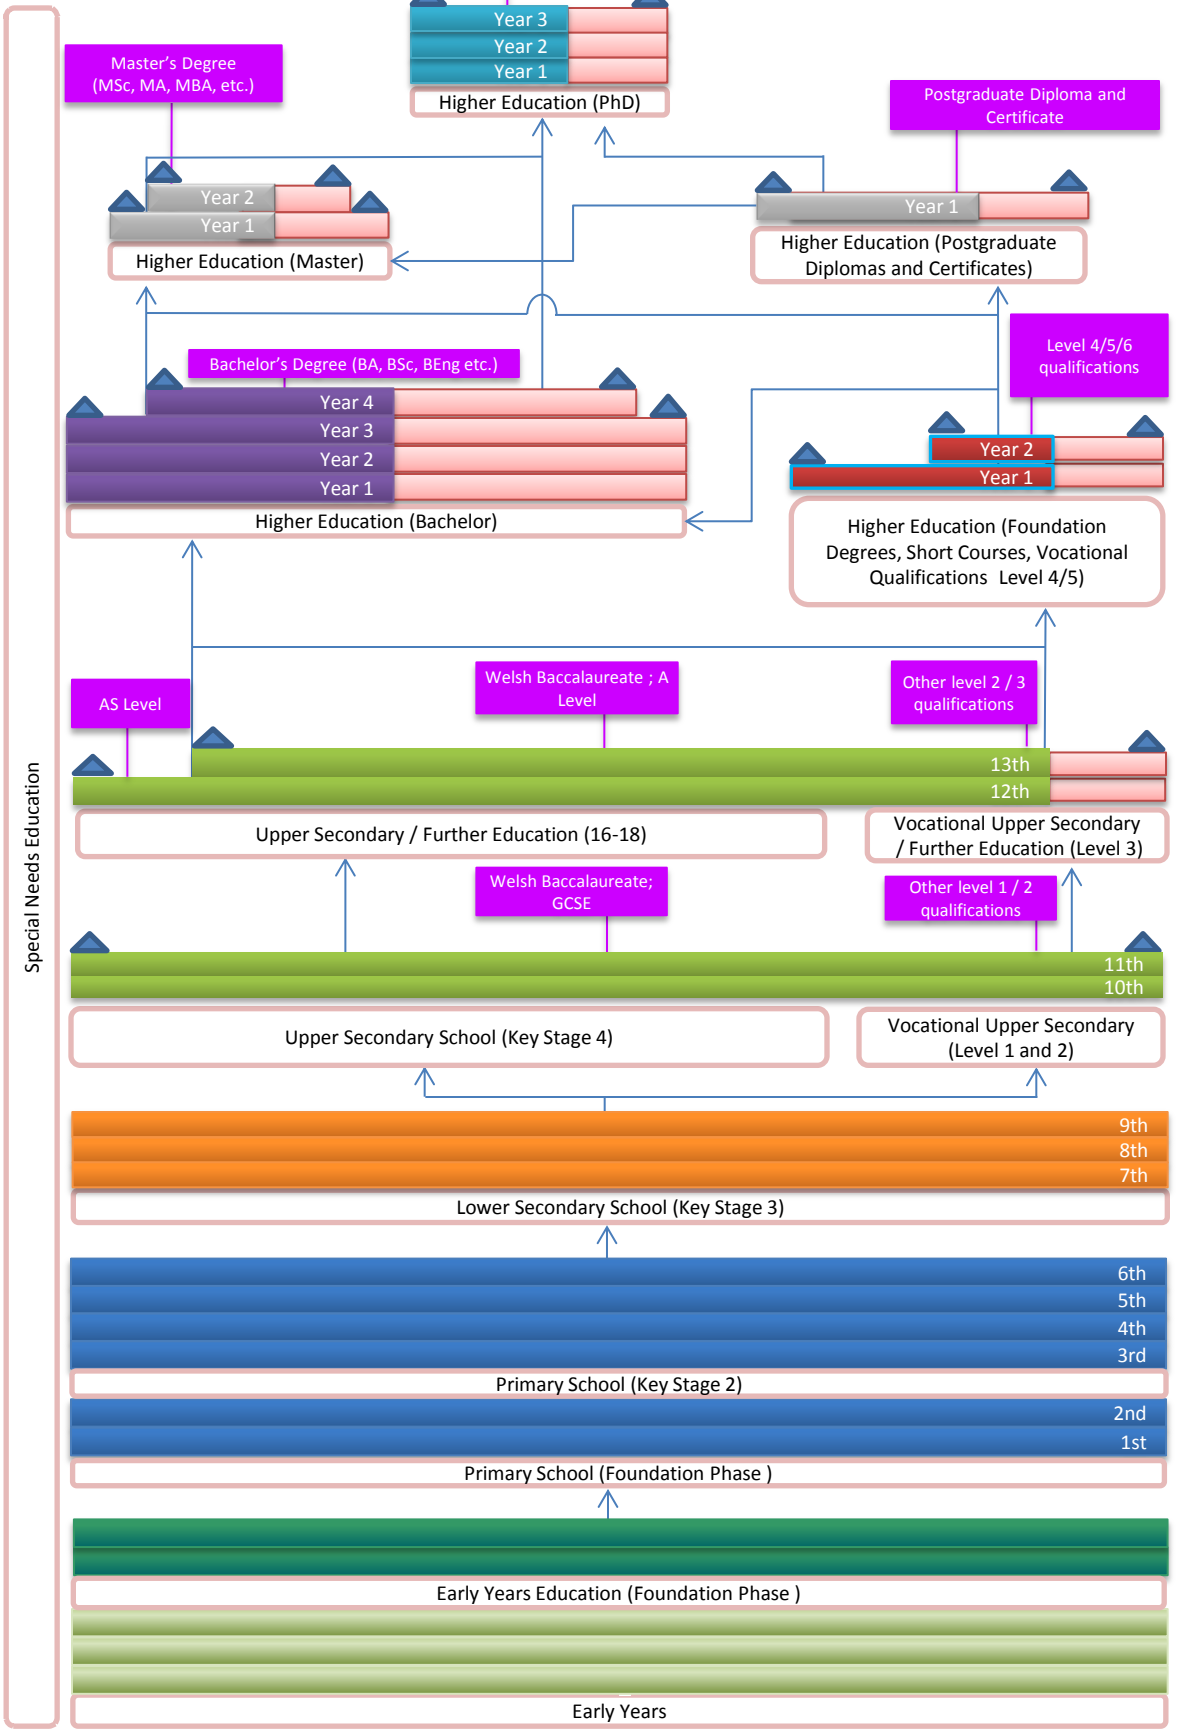 Year 3
Year 2
Year 1
Higher Education (PhD)
Master's Degree
(MSc, MA, MBA, etc.)
Postgraduate Diploma and
Certificate
Year 2
Year 1
Higher Education (Master)
Year 1
Higher Education (Postgraduate
Diplomas and Certificates)
Bachelor's Degree (BA, BSc, BEng etc.)
Level 4/5/6
qualifications
Year 4
Year 3
Year 2
Year 1
Higher Education (Bachelor)
Year 2
Year 1
Higher Education (Foundation
Degrees, Short Courses, Vocational
Qualifications Level 4/5)
AS Level
Welsh Baccalaureate ; A
Level
Other level 2 / 3
qualifications
13th
12th
Upper Secondary / Further Education (16-18)
Vocational Upper Secondary
/ Further Education (Level 3)
Welsh Baccalaureate;
GCSE
Other level 1 / 2
qualifications
11th
10th
Upper Secondary School (Key Stage 4)
Vocational Upper Secondary
(Level 1 and 2)
9th
8th
7th
Lower Secondary School (Key Stage 3)
6th
5th
4th
3rd
Primary School (Key Stage 2)
2nd
1st
Primary School (Foundation Phase )
Early Years Education (Foundation Phase )
Early Years
Special Needs Education